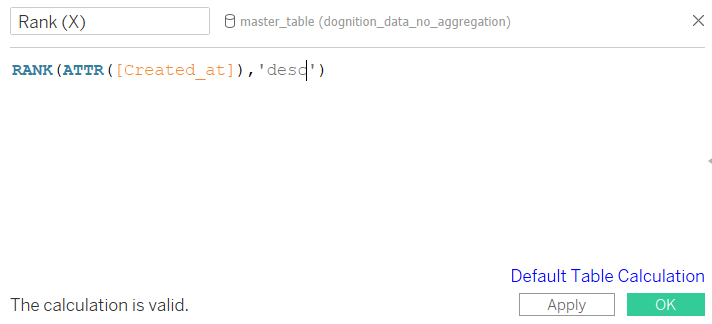 Rank (X) master_table (dognition_data_no_aggregation)
RANK(ATTR([Created_at]),'desc')
Default Table Calculation
The calculation is valid. Apply OK